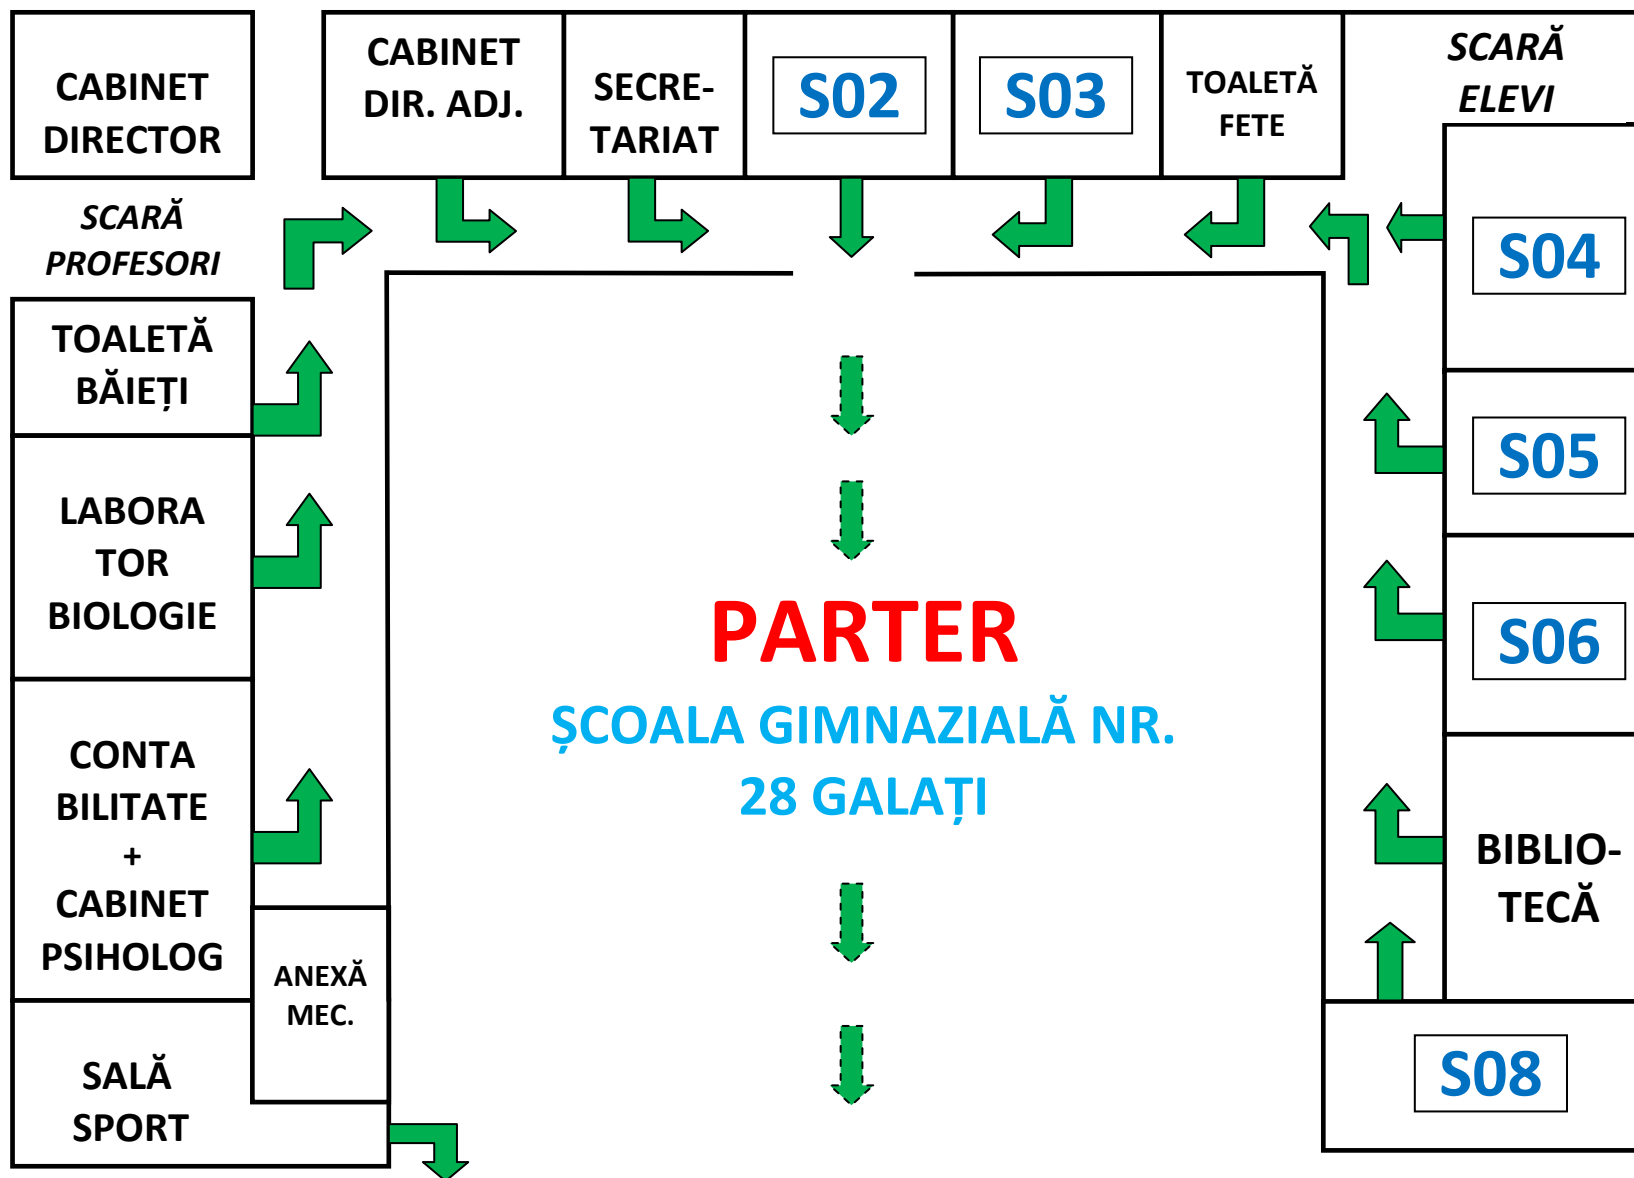 CABINET
DIRECTOR
CABINET
DIR. ADJ.
SECRE-
TARIAT
S02
S03
TOALETĂ
FETE
SCARĂ
ELEVI
SCARĂ
PROFESORI
TOALETĂ
BĂIEȚI
LABORA
TOR
BIOLOGIE
CONTA
BILITATE
+
CABINET
PSIHOLOG
ANEXĂ
MEC.
SALĂ
SPORT
PARTER
ȘCOALA GIMNAZIALĂ NR.
28 GALAȚI
S04
S05
S06
BIBLIO-
TECĂ
S08